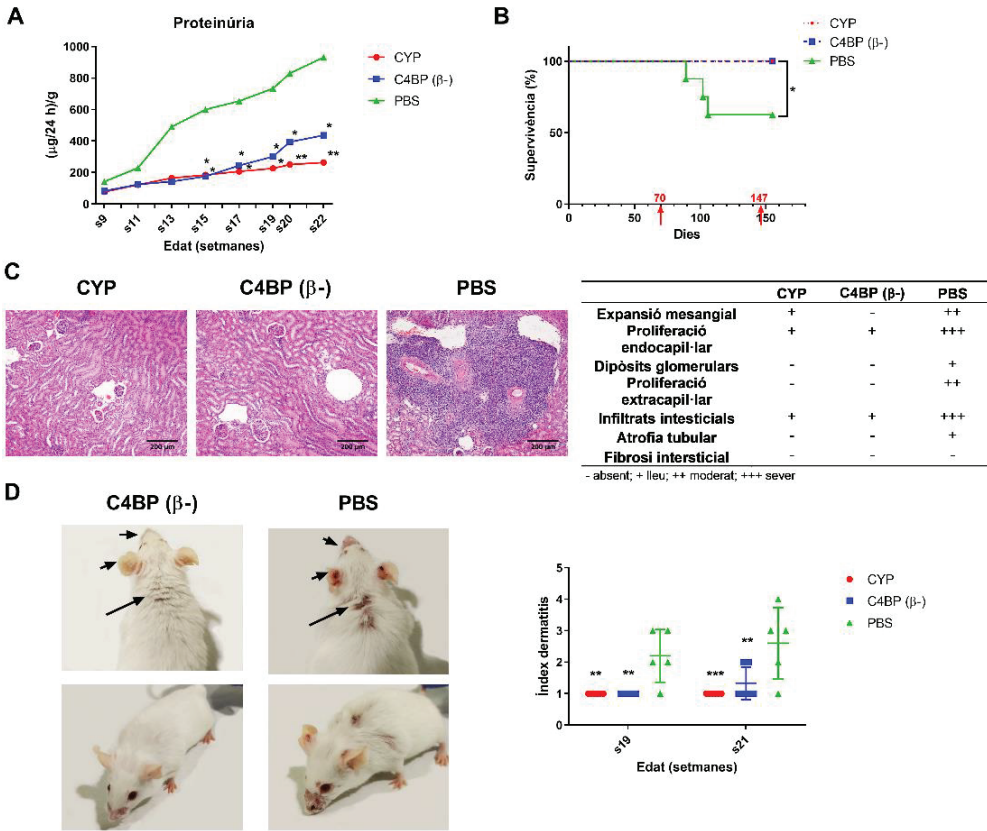 A
Proteinúria
(µg/24 h)/g
1000
800
600
400
200
0
s9
s11
s13
s15
s17
s19
s20
s22
Edat (setmanes)
CYP
C4BP (β-)
PBS
*
*
*
*
*
*
*
**
*
**
B
CYP
C4BP (β-)
PBS
Supervivència (%)
100
50
0
0
50
100
150
70
147
Dies
*
C
CYP
C4BP (β-)
PBS
200 µm
200 µm
200 µm
CYP C4BP (β-) PBS
Expansió mesangial + - ++
Proliferació + + +++
endocapil·lar
Dipòsits glomerulars - - +
Proliferació - - ++
extracapil·lar
Infiltrats intesticials + + +++
Atrofia tubular - - +
Fibrosi intersticial - - -
- absent; + lleu; ++ moderat; +++ sever
D
C4BP (β-)
PBS
índex dermatitis
5
4
3
2
1
0
**
**
***
**
s19
s21
Edat (setmanes)
CYP
C4BP (β-)
PBS